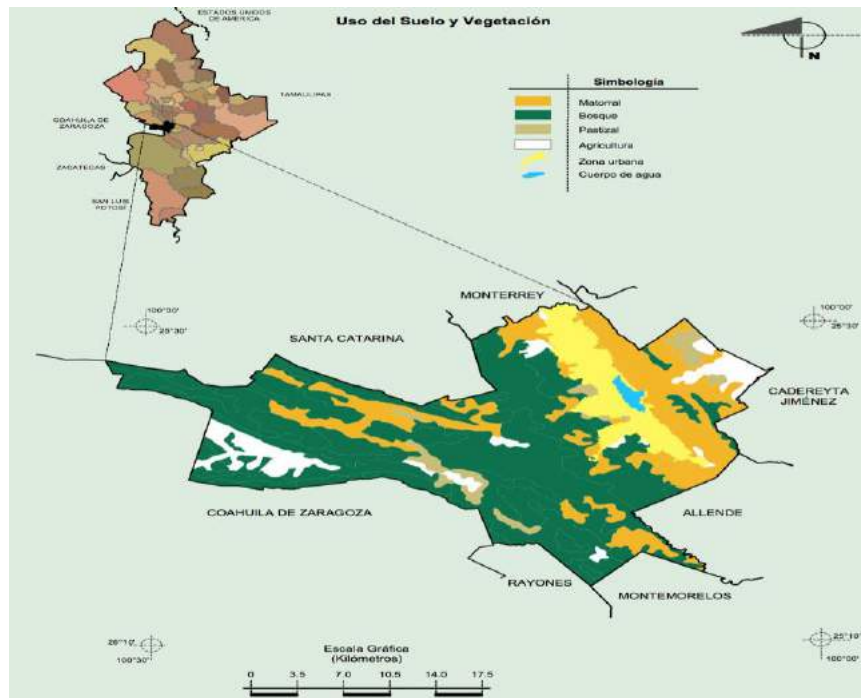 Uso del Suelo y Vegetación
ESTADOS UNIDOS
DE AMERICA
TAMAULIPAS
COAHUILA DE
ZARAGOZA
ZACATECAS
SAN LUIS
POTOSÍ
N
Simbología
Matorral
Bosque
Pastizal
Agricultura
Zona urbana
Cuerpo de agua
100°30'
25°30'
100°00'
25°30'
MONTERREY
SANTA CATARINA
CADEREYTA
JIMÉNEZ
COAHUILA DE ZARAGOZA
ALLENDE
RAYONES
MONTEMORELOS
25°10'
100°30'
25°10'
100°00'
Escala Gráfica
(Kilómetros)
0 3.5 7.0 10.5 14.0 17.5